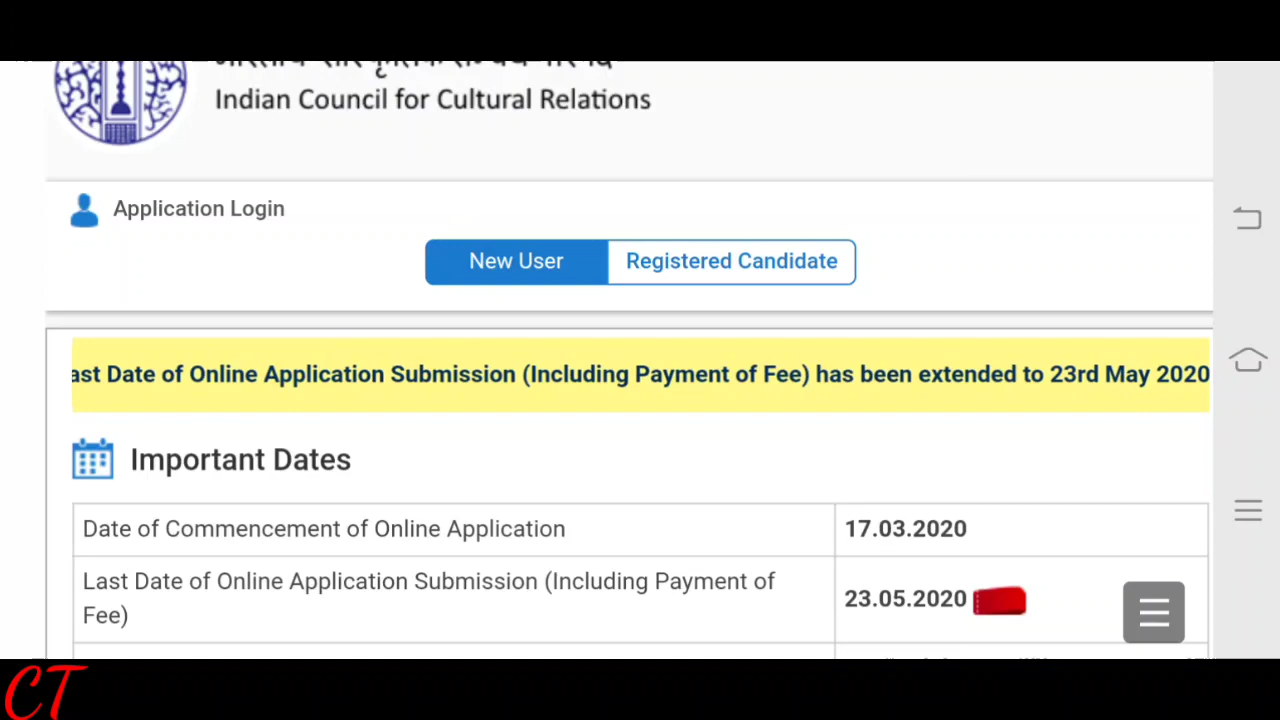 Indian Council for Cultural Relations
Application Login
New User
Registered Candidate
ast Date of Online Application Submission (Including Payment of Fee) has been extended to 23rd May 2020
Important Dates
Date of Commencement of Online Application
17.03.2020
Last Date of Online Application Submission (Including Payment of
Fee)
23.05.2020
CT